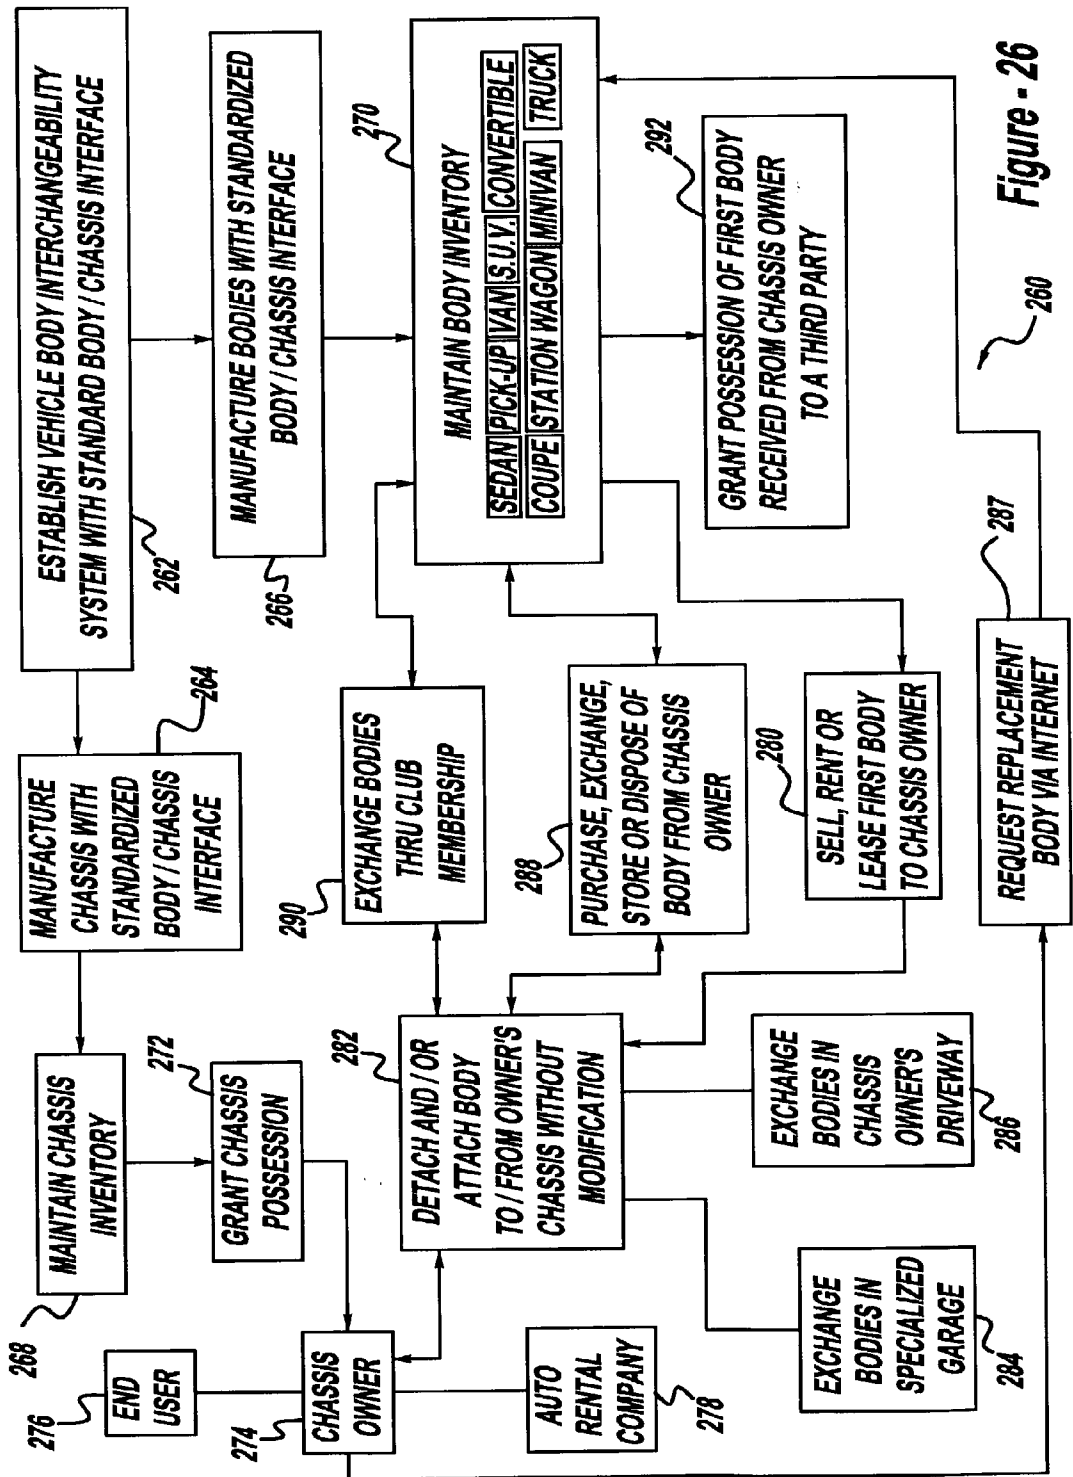 ESTABLISH VEHICLE BODY INTERCHANGEABILITY
SYSTEM WITH STANDARD BODY / CHASSIS INTERFACE
262
MANUFACTURE
CHASSIS WITH
STANDARDIZED
BODY / CHASSIS
INTERFACE
264
MANUFACTURE BODIES WITH STANDARDIZED
BODY / CHASSIS INTERFACE
266
MAINTAIN CHASSIS
INVENTORY
268
GRANT CHASSIS
POSSESSION
272
MAINTAIN BODY INVENTORY
SEDAN PICK-UP VAN S.U.V. CONVERTIBLE
COUPE STATION WAGON MINIVAN TRUCK
270
END
USER
276
CHASSIS
OWNER
274
AUTO
RENTAL
COMPANY
278
DETACH AND / OR
ATTACH BODY
TO / FROM OWNER'S
CHASSIS WITHOUT
MODIFICATION
282
EXCHANGE BODIES
THRU CLUB
MEMBERSHIP
290
PURCHASE, EXCHANGE,
STORE OR DISPOSE OF
BODY FROM CHASSIS
OWNER
288
SELL, RENT OR
LEASE FIRST BODY
TO CHASSIS OWNER
280
GRANT POSSESSION OF FIRST BODY
RECEIVED FROM CHASSIS OWNER
TO A THIRD PARTY
292
EXCHANGE
BODIES IN
SPECIALIZED
GARAGE
284
EXCHANGE
BODIES IN
CHASSIS
OWNER'S
DRIVEWAY
286
REQUEST REPLACEMENT
BODY VIA INTERNET
287
260
Figure - 26